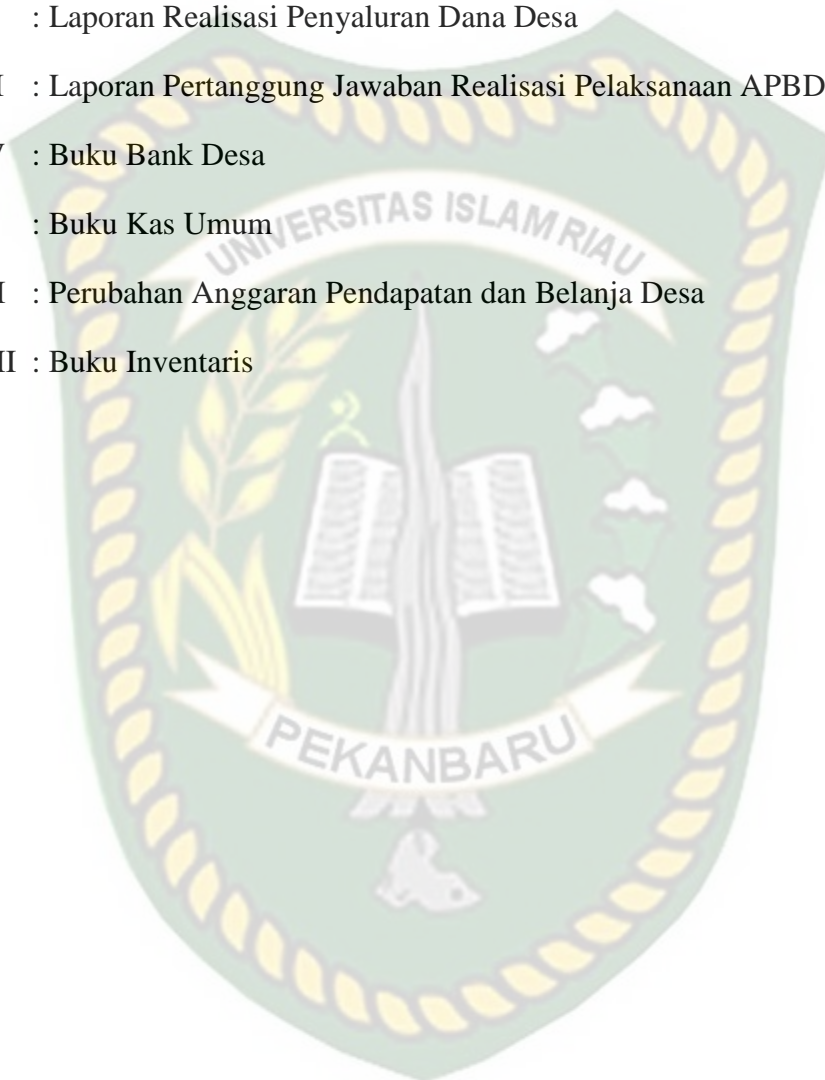 : Laporan Realisasi Penyaluran Dana Desa
I : Laporan Pertanggung Jawaban Realisasi Pelaksanaan APBD
V : Buku Bank Desa
: Buku Kas Umum
UNIVERSITAS ISLAM RIAU
I : Perubahan Anggaran Pendapatan dan Belanja Desa
II : Buku Inventaris
PEKANBARU